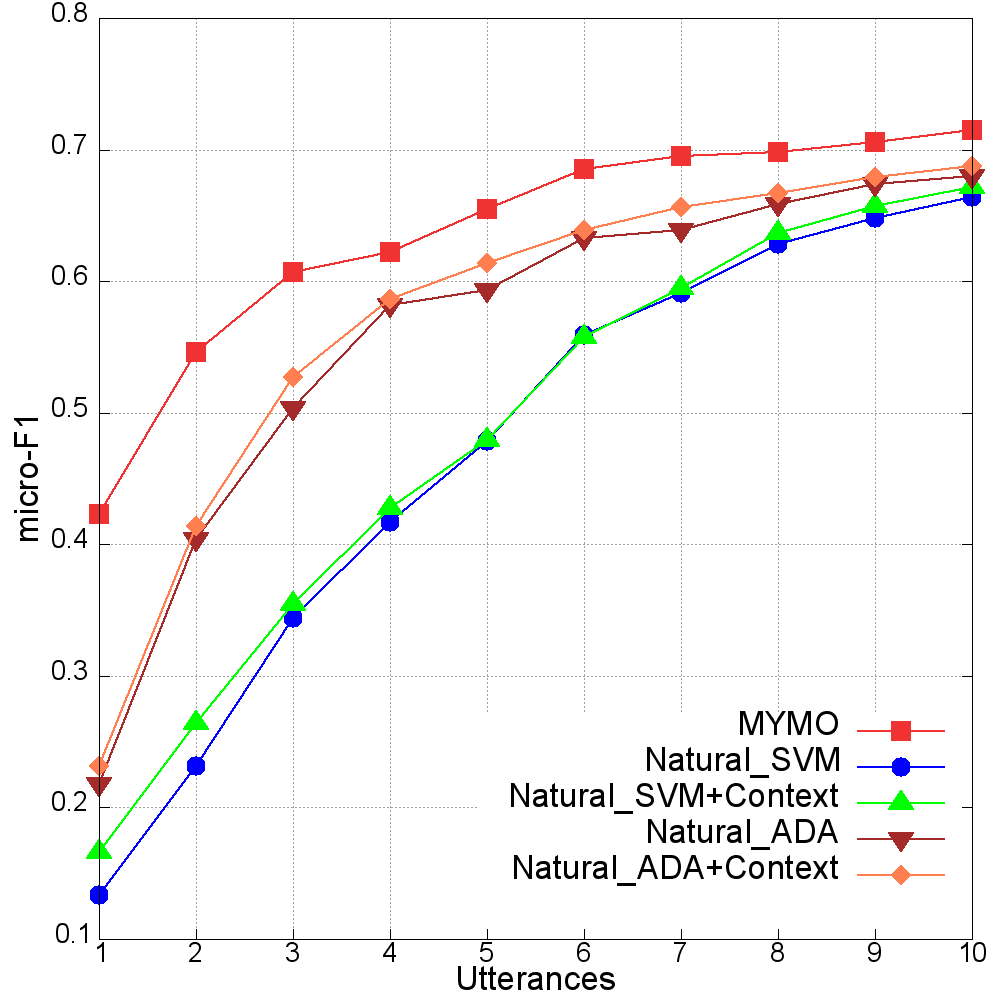 0.8
0.7
0.6
0.5
0.4
0.3
0.2
0.1
micro-F1
MYMO
Natural_SVM
Natural_SVM+Context
Natural_ADA
Natural_ADA+Context
1 2 3 4 5 6 7 8 9 10
Utterances